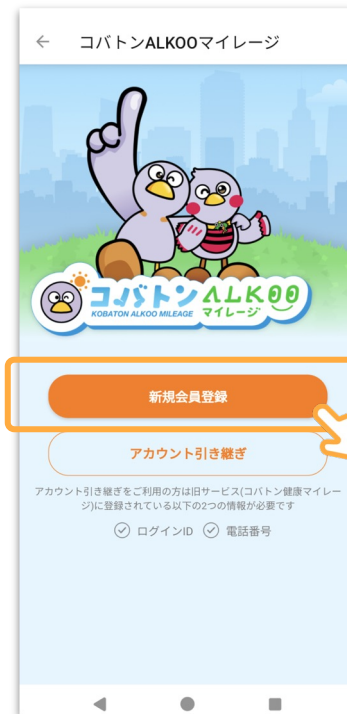 コバトンALKOOマイレージ
コバトン ALKOO
KOBATON ALKOO MILEAGE マイレージ
新規会員登録
アカウント引き継ぎ
アカウント引き継ぎをご利用の方は旧サービス(コバトン健康マイレー
ジ)に登録されている以下の2つの情報が必要です
ログインID 電話番号